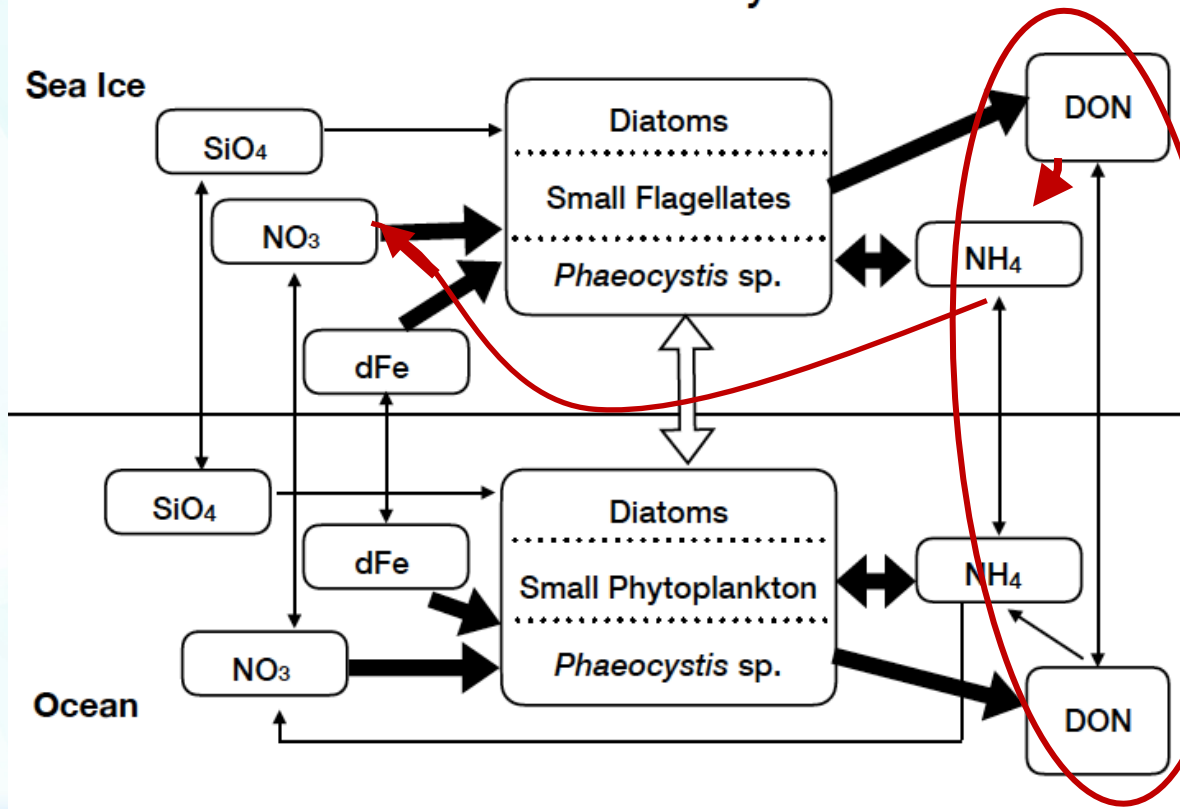 Sea Ice
SiO₄
NO₃
dFe
Diatoms
Small Flagellates
Phaeocystis sp.
DON
NH₄
SiO₄
dFe
NO₃
Diatoms
Small Phytoplankton
Phaeocystis sp.
NH₄
DON
Ocean